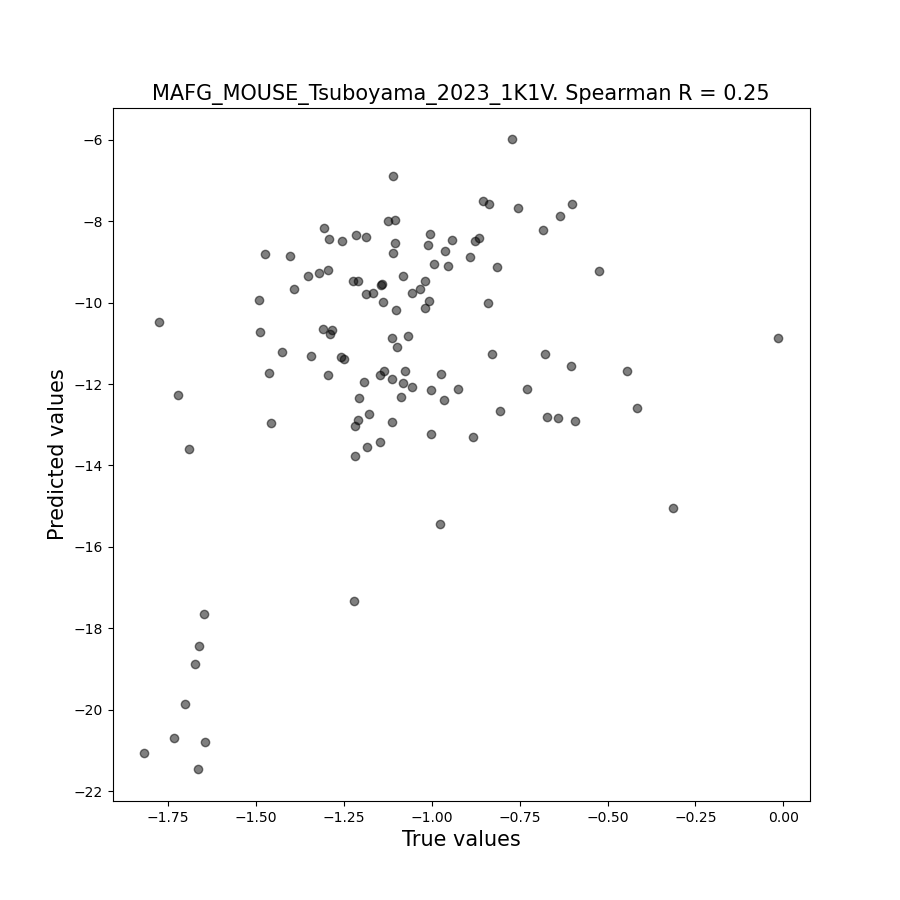 MAFG_MOUSE_Tsuboyama_2023_1K1V. Spearman R = 0.25
−6
−8
−10
−12
−14
−16
−18
−20
−22
Predicted values
−1.75 −1.50 −1.25 −1.00 −0.75 −0.50 −0.25 0.00
True values